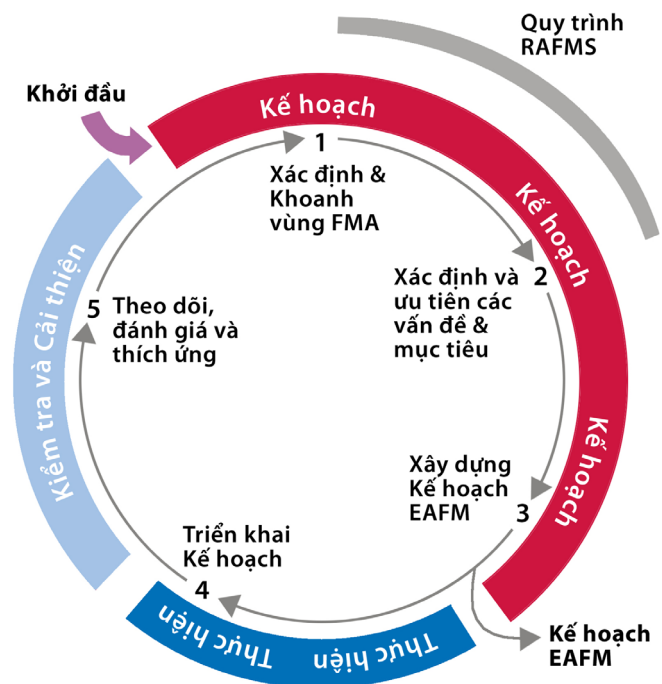 Quy trình
RAFMS
Khởi đầu
Kế hoạch
1
Xác định &
Khoanh
vùng FMA
Kế hoạch
2
Xác định và
ưu tiên các
vấn đề &
mục tiêu
Kế hoạch
3
Xây dựng
Kế hoạch
EAFM
Kế hoạch
EAFM
4
Triển khai
Kế hoạch
Thực hiện
Thực hiện
5
Theo dõi,
đánh giá và
thích ứng
Kiểm tra và Cải thiện